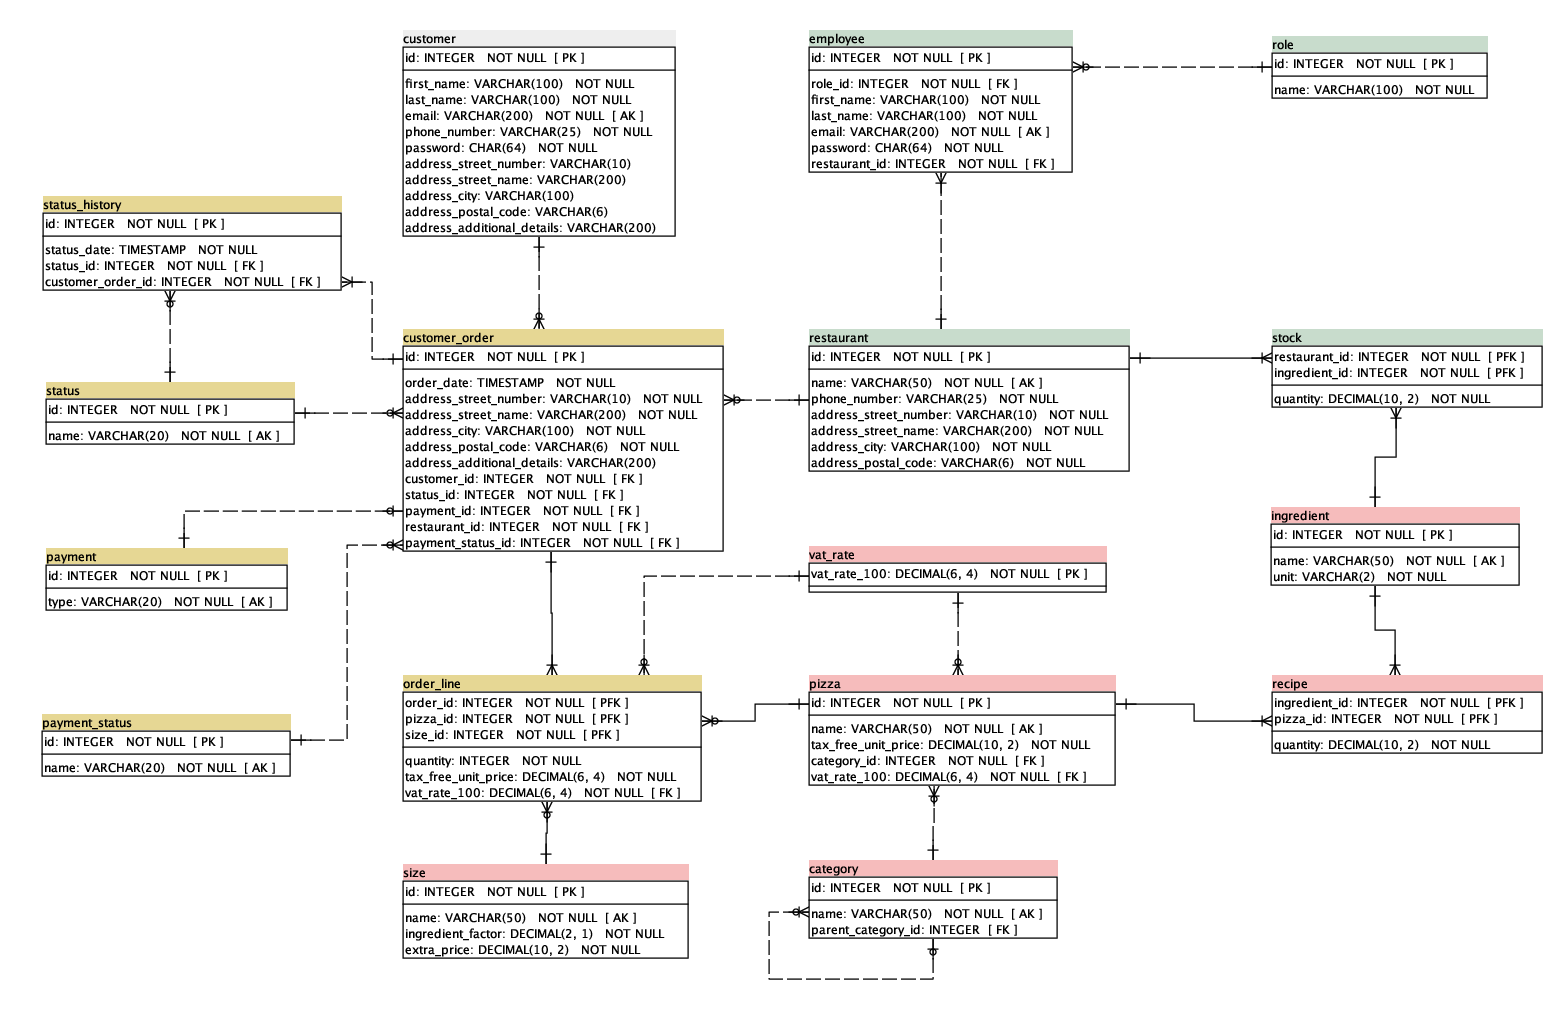 customer
id: INTEGER NOT NULL [ PK ]
first_name: VARCHAR(100) NOT NULL
last_name: VARCHAR(100) NOT NULL
email: VARCHAR(200) NOT NULL [ AK ]
phone_number: VARCHAR(25) NOT NULL
password: CHAR(64) NOT NULL
address_street_number: VARCHAR(10)
address_street_name: VARCHAR(200)
address_city: VARCHAR(100)
address_postal_code: VARCHAR(6)
address_additional_details: VARCHAR(200)
employee
id: INTEGER NOT NULL [ PK ]
role_id: INTEGER NOT NULL [ FK ]
first_name: VARCHAR(100) NOT NULL
last_name: VARCHAR(100) NOT NULL
email: VARCHAR(200) NOT NULL [ AK ]
password: CHAR(64) NOT NULL
restaurant_id: INTEGER NOT NULL [ FK ]
role
id: INTEGER NOT NULL [ PK ]
name: VARCHAR(100) NOT NULL
status_history
id: INTEGER NOT NULL [ PK ]
status_date: TIMESTAMP NOT NULL
status_id: INTEGER NOT NULL [ FK ]
customer_order_id: INTEGER NOT NULL [ FK ]
customer_order
id: INTEGER NOT NULL [ PK ]
order_date: TIMESTAMP NOT NULL
address_street_number: VARCHAR(10) NOT NULL
address_street_name: VARCHAR(200) NOT NULL
address_city: VARCHAR(100) NOT NULL
address_postal_code: VARCHAR(6) NOT NULL
address_additional_details: VARCHAR(200)
customer_id: INTEGER NOT NULL [ FK ]
status_id: INTEGER NOT NULL [ FK ]
payment_id: INTEGER NOT NULL [ FK ]
restaurant_id: INTEGER NOT NULL [ FK ]
payment_status_id: INTEGER NOT NULL [ FK ]
restaurant
id: INTEGER NOT NULL [ PK ]
name: VARCHAR(50) NOT NULL [ AK ]
phone_number: VARCHAR(25) NOT NULL
address_street_number: VARCHAR(10) NOT NULL
address_street_name: VARCHAR(200) NOT NULL
address_city: VARCHAR(100) NOT NULL
address_postal_code: VARCHAR(6) NOT NULL
stock
restaurant_id: INTEGER NOT NULL [ PFK ]
ingredient_id: INTEGER NOT NULL [ PFK ]
quantity: DECIMAL(10, 2) NOT NULL
status
id: INTEGER NOT NULL [ PK ]
name: VARCHAR(20) NOT NULL [ AK ]
payment
id: INTEGER NOT NULL [ PK ]
type: VARCHAR(20) NOT NULL [ AK ]
vat_rate
vat_rate_100: DECIMAL(6, 4) NOT NULL [ PK ]
ingredient
id: INTEGER NOT NULL [ PK ]
name: VARCHAR(50) NOT NULL [ AK ]
unit: VARCHAR(2) NOT NULL
payment_status
id: INTEGER NOT NULL [ PK ]
name: VARCHAR(20) NOT NULL [ AK ]
order_line
order_id: INTEGER NOT NULL [ PFK ]
pizza_id: INTEGER NOT NULL [ PFK ]
size_id: INTEGER NOT NULL [ PFK ]
quantity: INTEGER NOT NULL
tax_free_unit_price: DECIMAL(6, 4) NOT NULL
vat_rate_100: DECIMAL(6, 4) NOT NULL [ FK ]
pizza
id: INTEGER NOT NULL [ PK ]
name: VARCHAR(50) NOT NULL [ AK ]
tax_free_unit_price: DECIMAL(10, 2) NOT NULL
category_id: INTEGER NOT NULL [ FK ]
vat_rate_100: DECIMAL(6, 4) NOT NULL [ FK ]
recipe
ingredient_id: INTEGER NOT NULL [ PFK ]
pizza_id: INTEGER NOT NULL [ PFK ]
quantity: DECIMAL(10, 2) NOT NULL
size
id: INTEGER NOT NULL [ PK ]
name: VARCHAR(50) NOT NULL [ AK ]
ingredient_factor: DECIMAL(2, 1) NOT NULL
extra_price: DECIMAL(10, 2) NOT NULL
category
id: INTEGER NOT NULL [ PK ]
name: VARCHAR(50) NOT NULL [ AK ]
parent_category_id: INTEGER [ FK ]